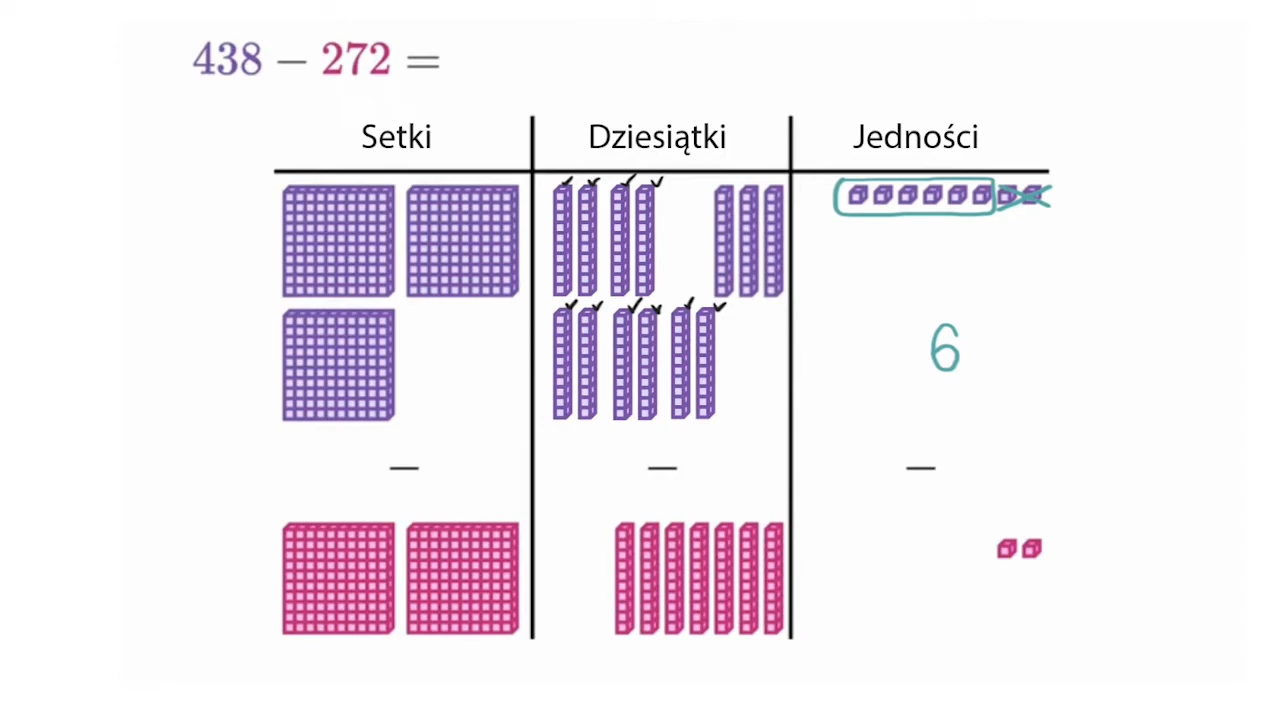 438 − 272 =
Setki Dziesiątki Jedności
6
− − −